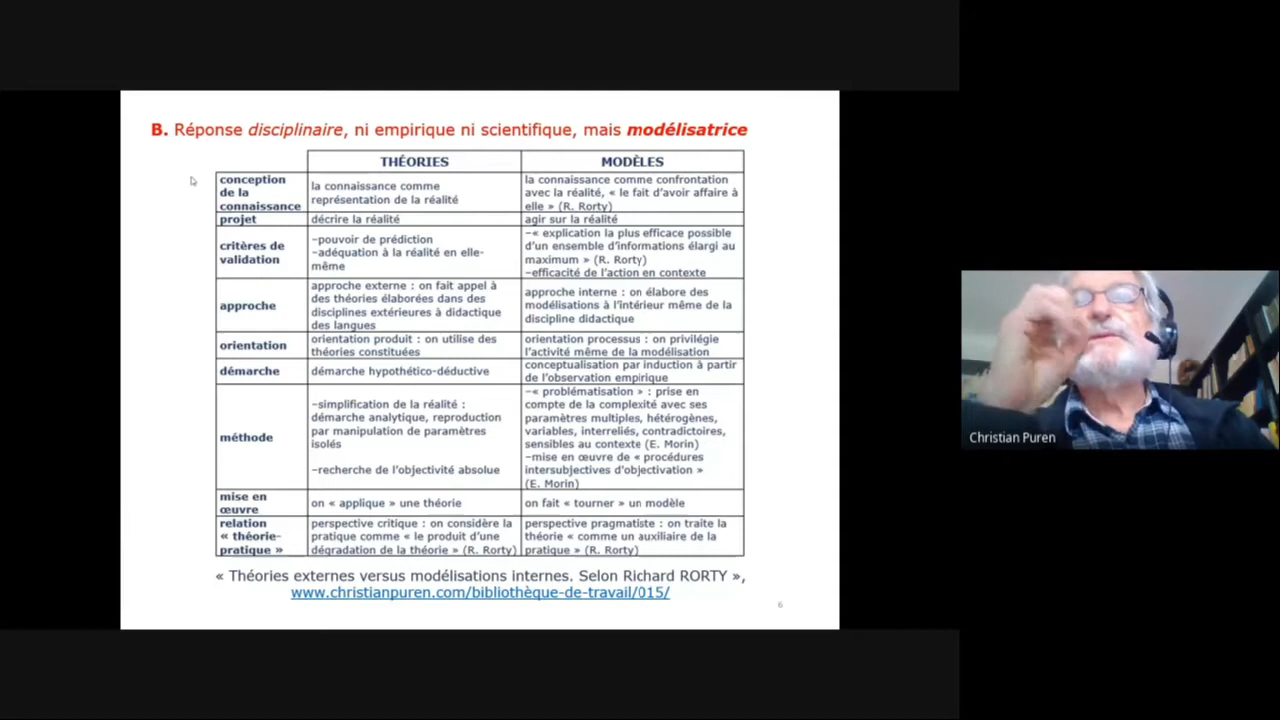 B. Réponse disciplinaire, ni empirique ni scientifique, mais modélisatrice
THÉORIES
MODÈLES
conception
de la
connaissance
la connaissance comme
représentation de la réalité
la connaissance comme confrontation
avec la réalité, « le fait d'avoir affaire à
elle » (R. Rorty)
projet
décrire la réalité
agir sur la réalité
critères de
validation
–pouvoir de prédiction
–adéquation à la réalité en elle-
même
–« explication la plus efficace possible
d'un ensemble d'informations élargi au
maximum » (R. Rorty)
–efficacité de l'action en contexte
approche
approche externe : on fait appel à
des théories élaborées dans des
disciplines extérieures à didactique
des langues
approche interne : on élabore des
modélisations à l'intérieur même de la
discipline didactique
orientation
orientation produit : on utilise des
théories constituées
orientation processus : on privilégie
l'activité même de la modélisation
démarche
démarche hypothético-déductive
conceptualisation par induction à partir
de l'observation empirique
méthode
–simplification de la réalité :
démarche analytique, reproduction
par manipulation de paramètres
isolés
–recherche de l'objectivité absolue
–« problématisation » : prise en
compte de la complexité avec ses
paramètres multiples, hétérogènes,
variables, interreliés, contradictoires,
sensibles au contexte (E. Morin)
–mise en œuvre de « procédures
intersubjectives d'objectivation »
(E. Morin)
mise en
œuvre
on « applique » une théorie
on fait « tourner » un modèle
relation
« théorie-
pratique »
perspective critique : on considère la
pratique comme « le produit d'une
dégradation de la théorie » (R. Rorty)
perspective pragmatiste : on traite la
théorie « comme un auxiliaire de la
pratique » (R. Rorty)
« Théories externes versus modélisations internes. Selon Richard RORTY »,
www.christianpuren.com/bibliothèque-de-travail/015/
6
Christian Puren